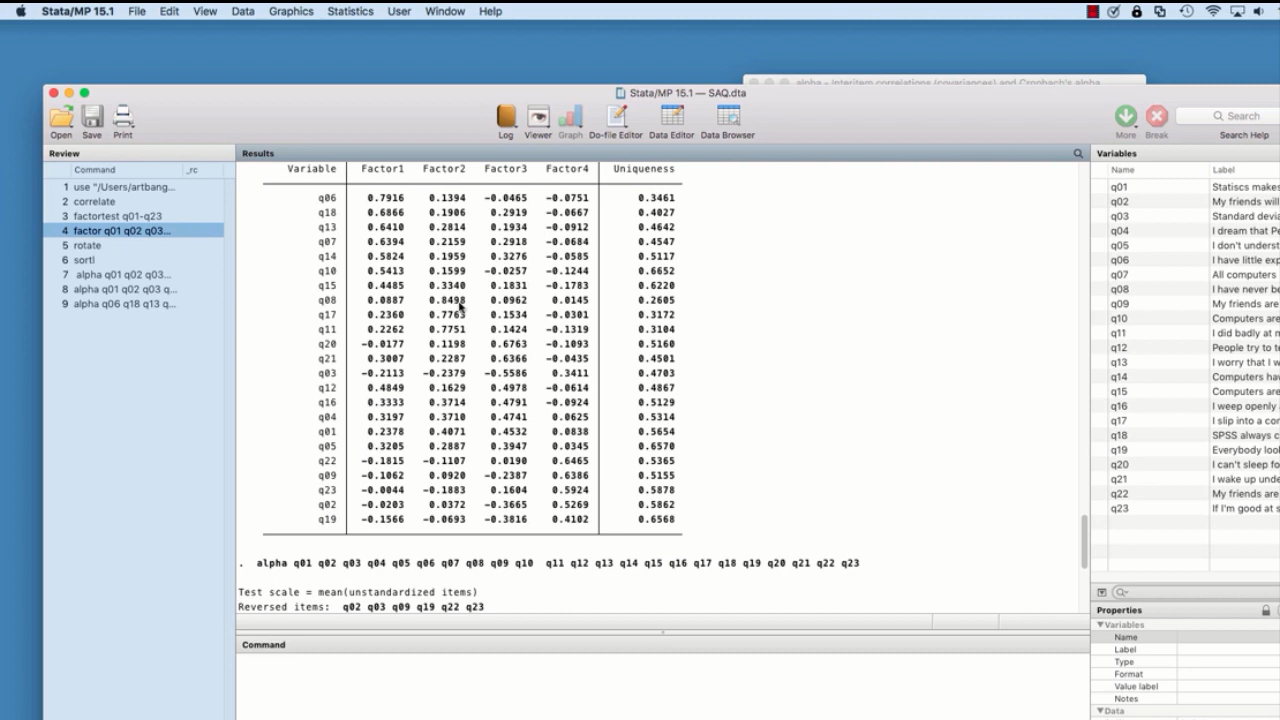 Stata/MP 15.1 File Edit View Data Graphics Statistics User Window Help
alpha - Interitem correlations (covariances) and Cronbach's alpha
Stata/MP 15.1 — SAQ.dta
Open Save Print Log Viewer Graph Do-file Editor Data Editor Data Browser More Break Search
Search Help
Review
Command _rc
1 use "/Users/artbang...
2 correlate
3 factortest q01-q23
4 factor q01 q02 q03...
5 rotate
6 sortl
7 alpha q01 q02 q03...
8 alpha q01 q02 q03 q...
9 alpha q06 q18 q13 q...
Results
Variable Factor1 Factor2 Factor3 Factor4 Uniqueness
q06 0.7916 0.1394 -0.0465 -0.0751 0.3461
q18 0.6866 0.1906 0.2919 -0.0667 0.4027
q13 0.6410 0.2814 0.1934 -0.0912 0.4642
q07 0.6394 0.2159 0.2918 -0.0684 0.4547
q14 0.5824 0.1959 0.3276 -0.0585 0.5117
q10 0.5413 0.1599 -0.0257 -0.1244 0.6652
q15 0.4485 0.3340 0.1831 -0.1783 0.6220
q08 0.0887 0.8498 0.0962 0.0145 0.2605
q17 0.2360 0.7763 0.1534 -0.0301 0.3172
q11 0.2262 0.7751 0.1424 -0.1319 0.3104
q20 -0.0177 0.1198 0.6763 -0.1093 0.5160
q21 0.3007 0.2287 0.6366 -0.0435 0.4501
q03 -0.2113 -0.2379 -0.5586 0.3411 0.4703
q12 0.4849 0.1629 0.4978 -0.0614 0.4867
q16 0.3333 0.3714 0.4791 -0.0924 0.5129
q04 0.3197 0.3710 0.4741 0.0625 0.5314
q01 0.2378 0.4071 0.4532 0.0838 0.5654
q05 0.3205 0.2887 0.3947 0.0345 0.6570
q22 -0.1815 -0.1107 0.0190 0.6465 0.5365
q09 -0.1062 0.0920 -0.2387 0.6386 0.5155
q23 -0.0044 -0.1883 0.1604 0.5924 0.5878
q02 -0.0203 0.0372 -0.3665 0.5269 0.5862
q19 -0.1566 -0.0693 -0.3816 0.4102 0.6568
. alpha q01 q02 q03 q04 q05 q06 q07 q08 q09 q10 q11 q12 q13 q14 q15 q16 q17 q18 q19 q20 q21 q22 q23
Test scale = mean(unstandardized items)
Reversed items: q02 q03 q09 q19 q22 q23
Command
Variables
Name Label
q01 Statiscs makes
q02 My friends will
q03 Standard devia
q04 I dream that Pe
q05 I don't underst
q06 I have little exp
q07 All computers
q08 I have never be
q09 My friends are
q10 Computers are
q11 I did badly at m
q12 People try to te
q13 I worry that I w
q14 Computers hav
q15 Computers are
q16 I weep openly
q17 I slip into a cor
q18 SPSS always c
q19 Everybody look
q20 I can't sleep fo
q21 I wake up unde
q22 My friends are
q23 If I'm good at s
Properties
Variables
Name
Label
Type
Format
Value label
Notes
Data